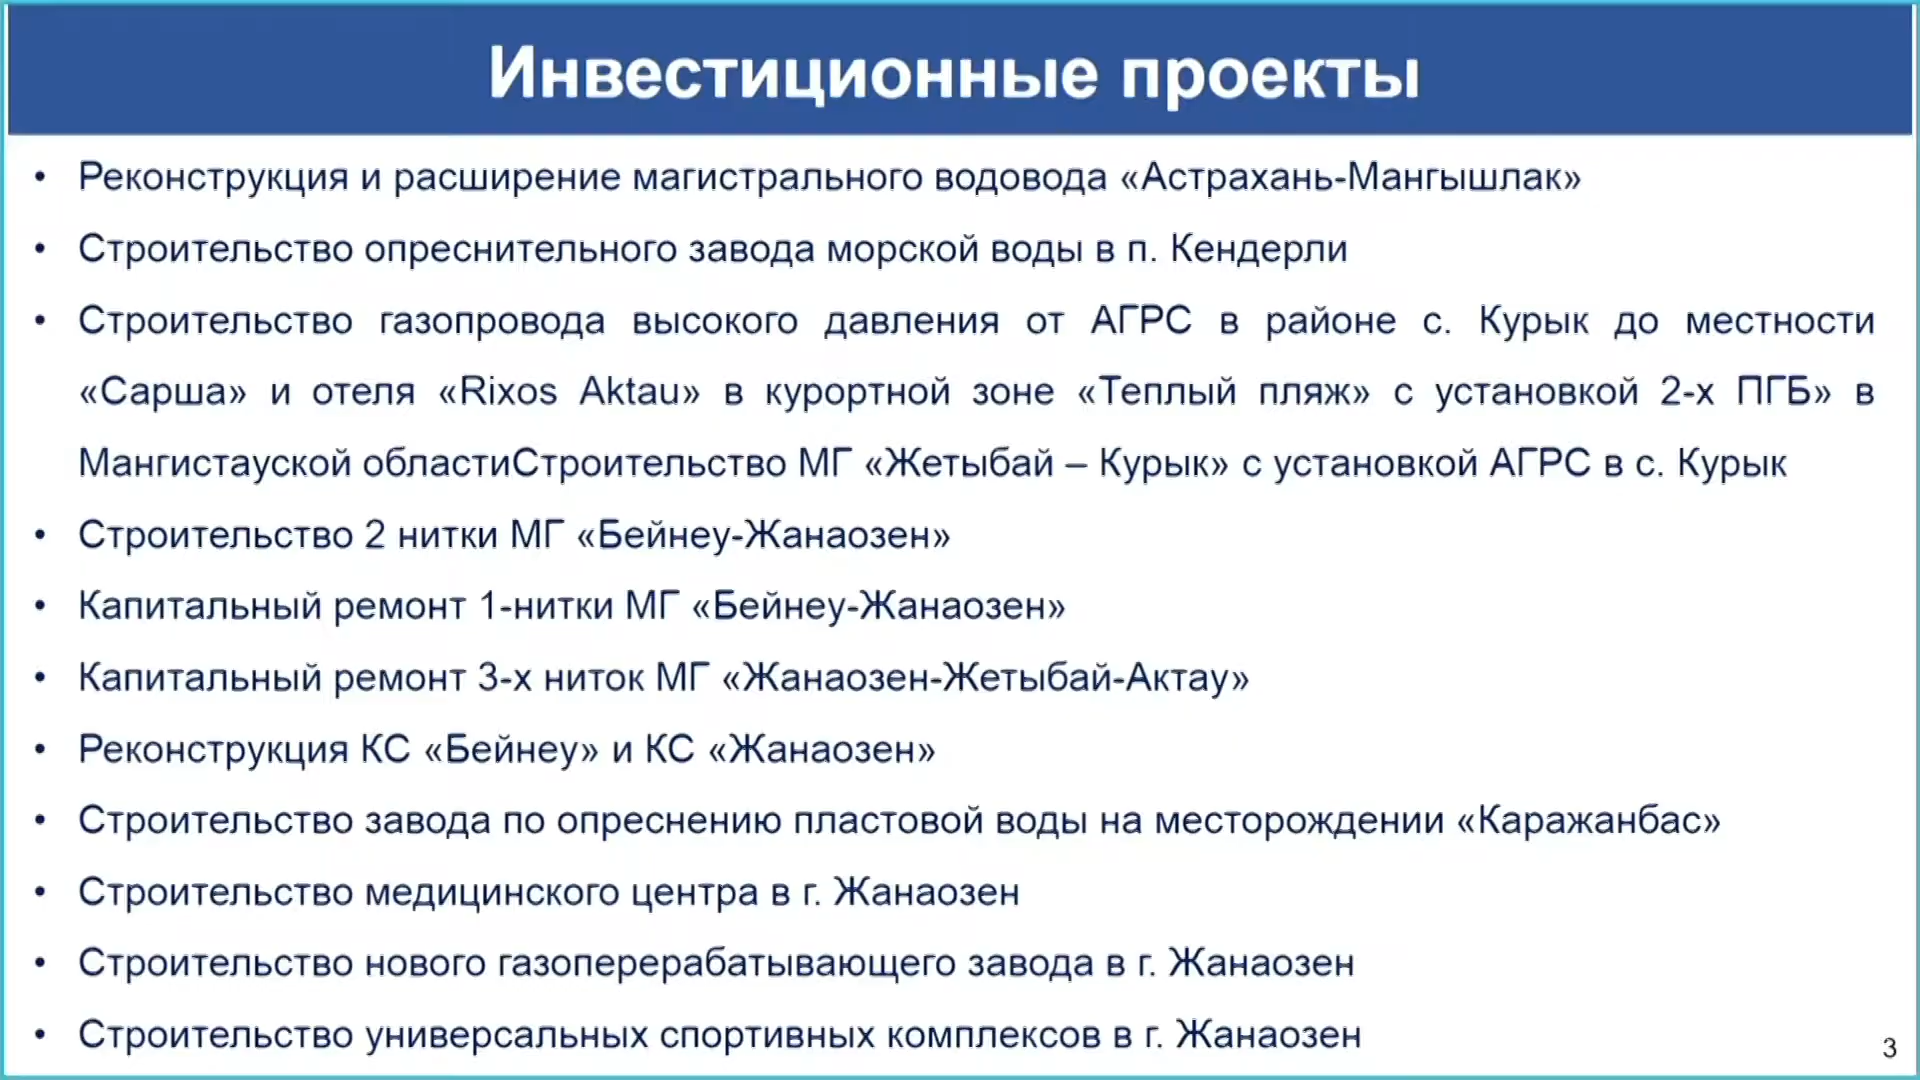 Инвестиционные проекты
• Реконструкция и расширение магистрального водовода «Астрахань-Мангышлак»
• Строительство опреснительного завода морской воды в п. Кендерли
• Строительство газопровода высокого давления от АГРС в районе с. Курык до местности
«Сарша» и отеля «Rixos Aktau» в курортной зоне «Теплый пляж» с установкой 2-х ПГБ» в
Мангистауской областиСтроительство МГ «Жетыбай – Курык» с установкой АГРС в с. Курык
• Строительство 2 нитки МГ «Бейнеу-Жанаозен»
• Капитальный ремонт 1-нитки МГ «Бейнеу-Жанаозен»
• Капитальный ремонт 3-х ниток МГ «Жанаозен-Жетыбай-Актау»
• Реконструкция КС «Бейнеу» и КС «Жанаозен»
• Строительство завода по опреснению пластовой воды на месторождении «Каражанбас»
• Строительство медицинского центра в г. Жанаозен
• Строительство нового газоперерабатывающего завода в г. Жанаозен
• Строительство универсальных спортивных комплексов в г. Жанаозен
3